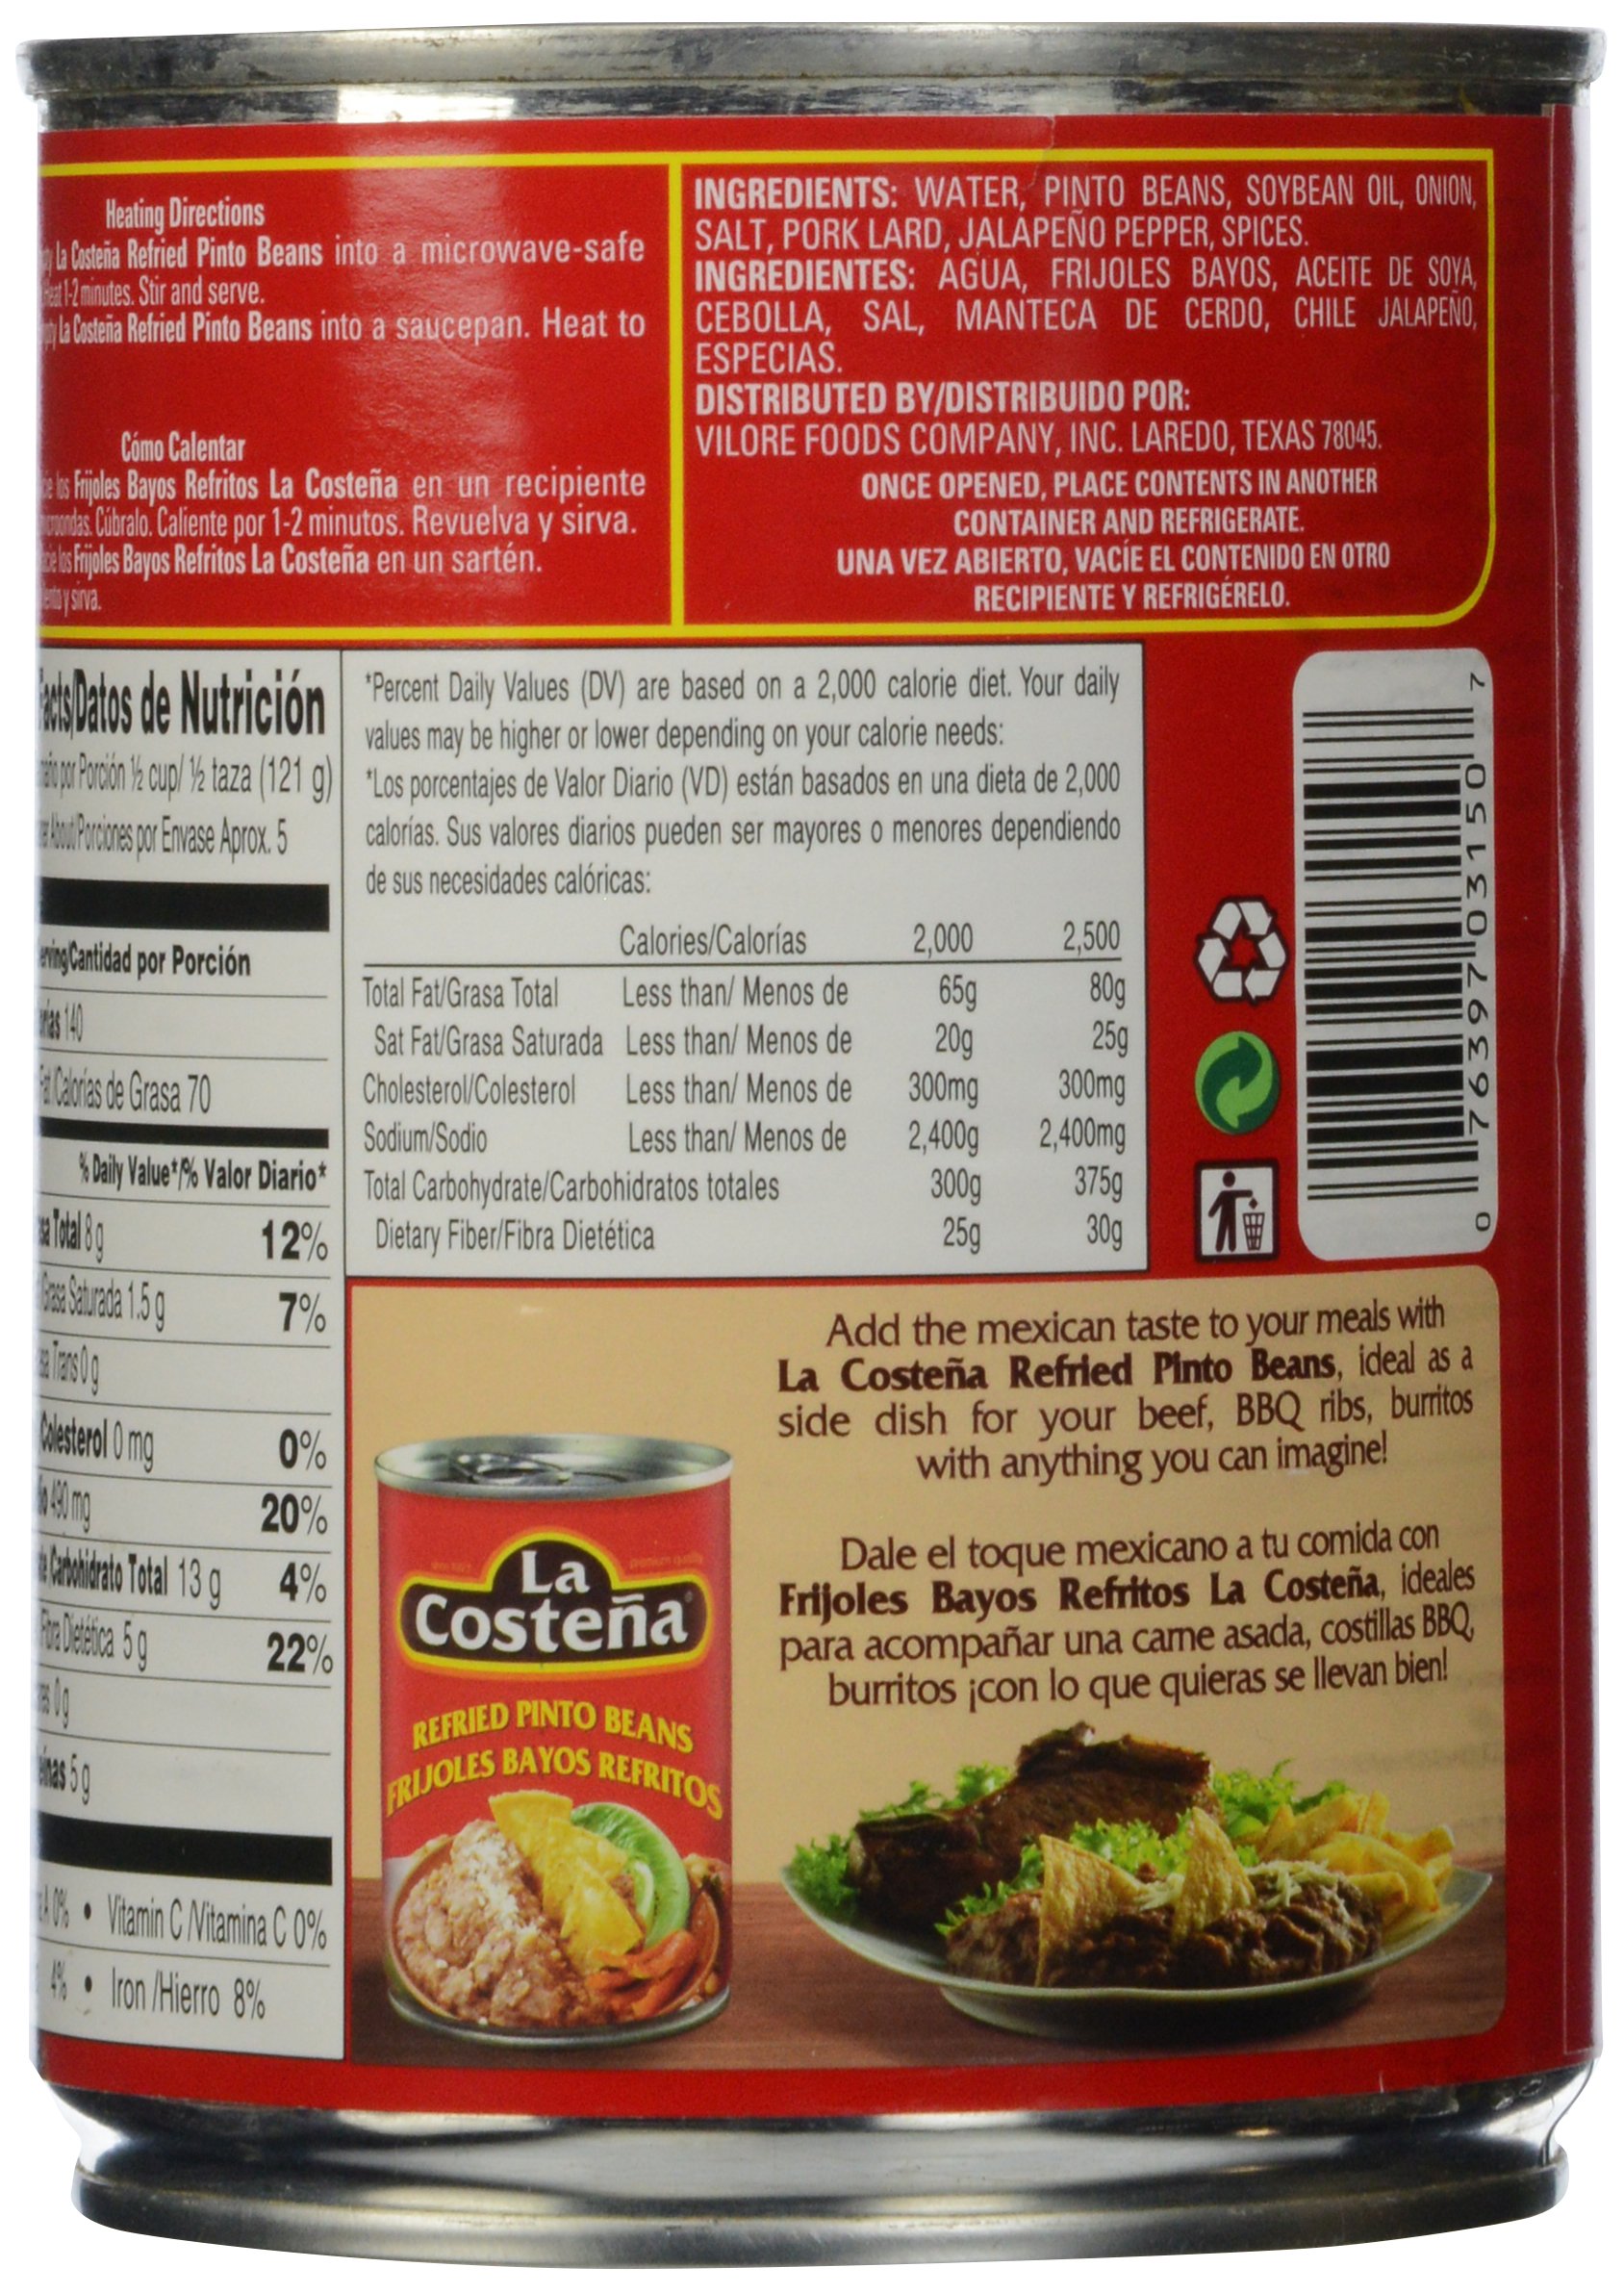 Heating Directions
La Costeña Refried Pinto Beans into a microwave-safe
Heat 1-2 minutes. Stir and serve.
La Costeña Refried Pinto Beans into a saucepan. Heat to
Cómo Calentar
los Frijoles Bayos Refritos La Costeña en un recipiente
Cúbralo. Caliente por 1-2 minutos. Revuelva y sirva.
los Frijoles Bayos Refritos La Costeña en un sartén.
y sirva.
INGREDIENTS: WATER, PINTO BEANS, SOYBEAN OIL, ONION,
SALT, PORK LARD, JALAPEÑO PEPPER, SPICES.
INGREDIENTES: AGUA, FRIJOLES BAYOS, ACEITE DE SOYA,
CEBOLLA, SAL, MANTECA DE CERDO, CHILE JALAPEÑO,
ESPECIAS.
DISTRIBUTED BY/DISTRIBUIDO POR:
VILORE FOODS COMPANY, INC. LAREDO, TEXAS 78045.
ONCE OPENED, PLACE CONTENTS IN ANOTHER
CONTAINER AND REFRIGERATE.
UNA VEZ ABIERTO, VACÍE EL CONTENIDO EN OTRO
RECIPIENTE Y REFRIGÉRELO.
Facts/Datos de Nutrición
por Porción ½ cup/ ½ taza (121 g)
About/Porciones por Envase Aprox. 5
Serving/Cantidad por Porción
140
Fat/Calorías de Grasa 70
% Daily Value*/% Valor Diario*
Total 8 g 12%
Grasa Saturada 1.5 g 7%
Trans 0 g
Colesterol 0 mg 0%
490 mg 20%
Carbohidrato Total 13 g 4%
Fibra Dietética 5 g 22%
0 g
5 g
A 0% • Vitamin C /Vitamina C 0%
4% • Iron /Hierro 8%
*Percent Daily Values (DV) are based on a 2,000 calorie diet. Your daily
values may be higher or lower depending on your calorie needs:
*Los porcentajes de Valor Diario (VD) están basados en una dieta de 2,000
calorías. Sus valores diarios pueden ser mayores o menores dependiendo
de sus necesidades calóricas:
Calories/Calorías 2,000 2,500
Total Fat/Grasa Total Less than/ Menos de 65g 80g
Sat Fat/Grasa Saturada Less than/ Menos de 20g 25g
Cholesterol/Colesterol Less than/ Menos de 300mg 300mg
Sodium/Sodio Less than/ Menos de 2,400g 2,400mg
Total Carbohydrate/Carbohidratos totales 300g 375g
Dietary Fiber/Fibra Dietética 25g 30g
0 76397 03150 7
Add the mexican taste to your meals with
La Costeña Refried Pinto Beans, ideal as a
side dish for your beef, BBQ ribs, burritos
with anything you can imagine!
Dale el toque mexicano a tu comida con
Frijoles Bayos Refritos La Costeña, ideales
para acompañar una carne asada, costillas BBQ,
burritos ¡con lo que quieras se llevan bien!
premium quality
La
Costeña
REFRIED PINTO BEANS
FRIJOLES BAYOS REFRITOS